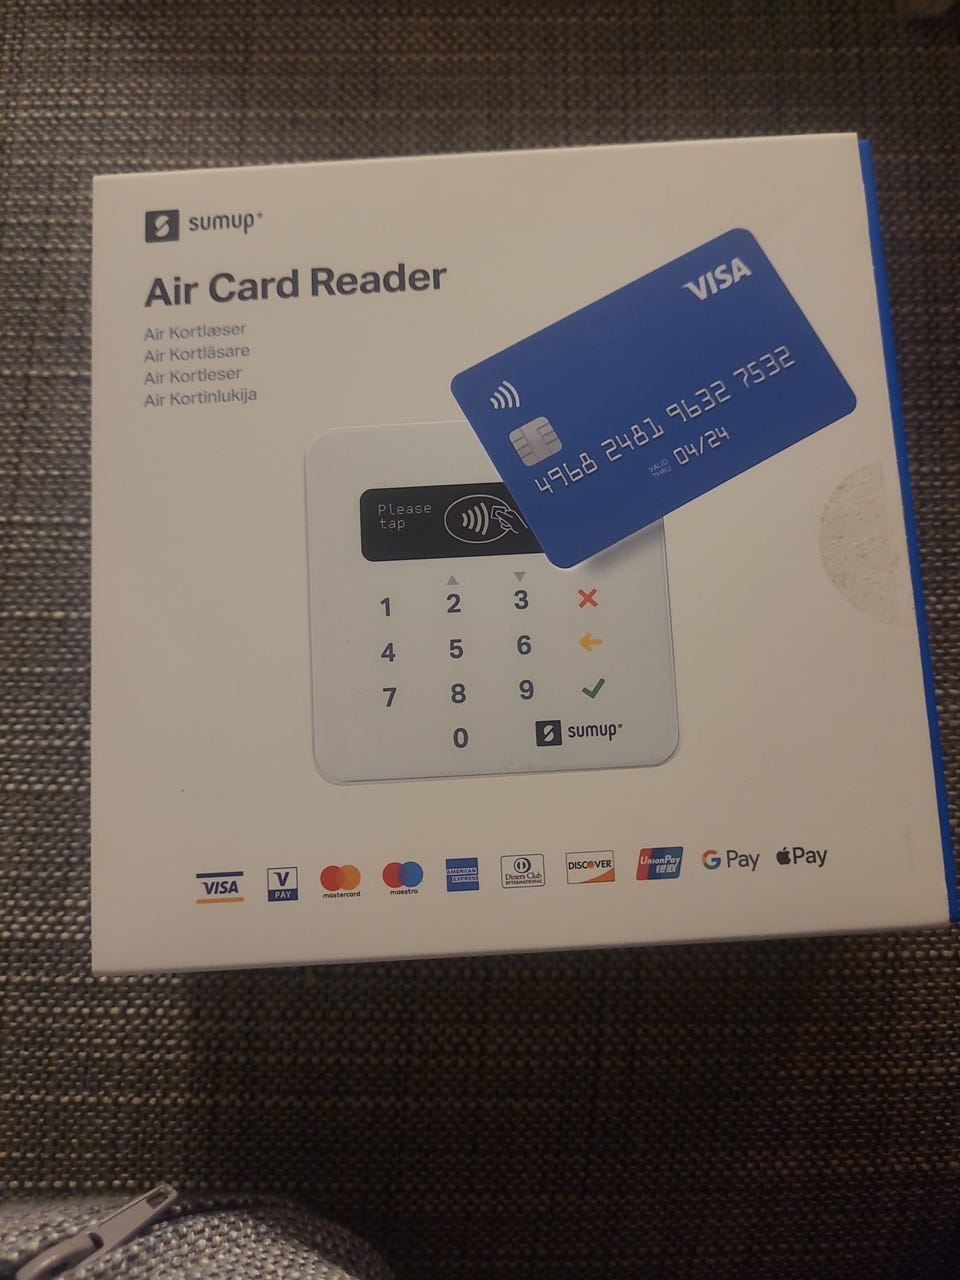 sumup®
Air Card Reader
Air Kortlæser
Air Kortläsare
Air Kortleser
Air Kortinlukija
VISA
4968 2481 9632 7532
VALID
THRU 04/24
Please
tap
1 2 3
4 5 6
7 8 9
0 sumup®
VISA V PAY mastercard maestro AMERICAN EXPRESS Diners Club INTERNATIONAL DISCOVER UnionPay 银联 G Pay Pay